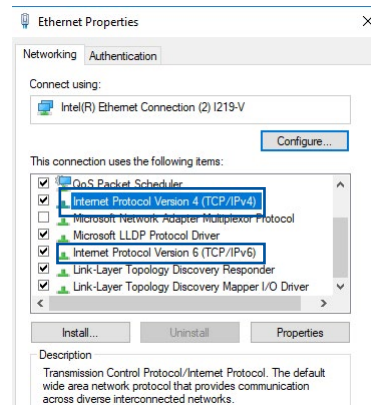 Ethernet Properties
Networking Authentication
Connect using:
Intel(R) Ethernet Connection (2) I219-V
Configure...
This connection uses the following items:
QoS Packet Scheduler
Internet Protocol Version 4 (TCP/IPv4)
Microsoft Network Adapter Multiplexor Protocol
Microsoft LLDP Protocol Driver
Internet Protocol Version 6 (TCP/IPv6)
Link-Layer Topology Discovery Responder
Link-Layer Topology Discovery Mapper I/O Driver
Install... Uninstall Properties
Description
Transmission Control Protocol/Internet Protocol. The default
wide area network protocol that provides communication
across diverse interconnected networks.